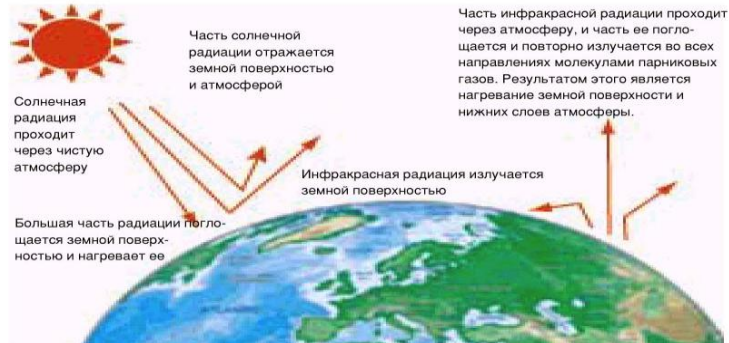 Часть солнечной
радиации отражается
земной поверхностью
и атмосферой
Часть инфракрасной радиации проходит
через атмосферу, и часть ее погло-
щается и повторно излучается во всех
направлениях молекулами парниковых
газов. Результатом этого является
нагревание земной поверхности и
нижних слоев атмосферы.
Солнечная
радиация
проходит
через чистую
атмосферу
Инфракрасная радиация излучается
земной поверхностью
Большая часть радиации погло-
щается земной поверх-
ностью и нагревает ее